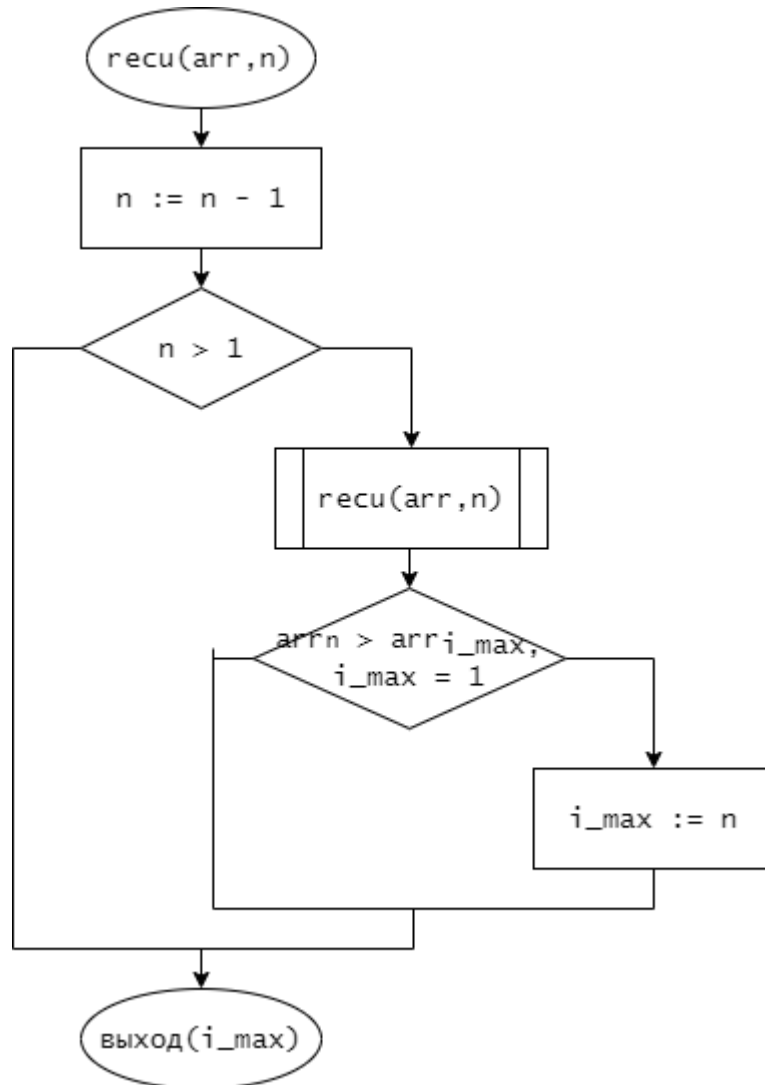 recu(arr,n)
n := n - 1
n > 1
recu(arr,n)
arrn > arri_max,
i_max = 1
i_max := n
выход(i_max)